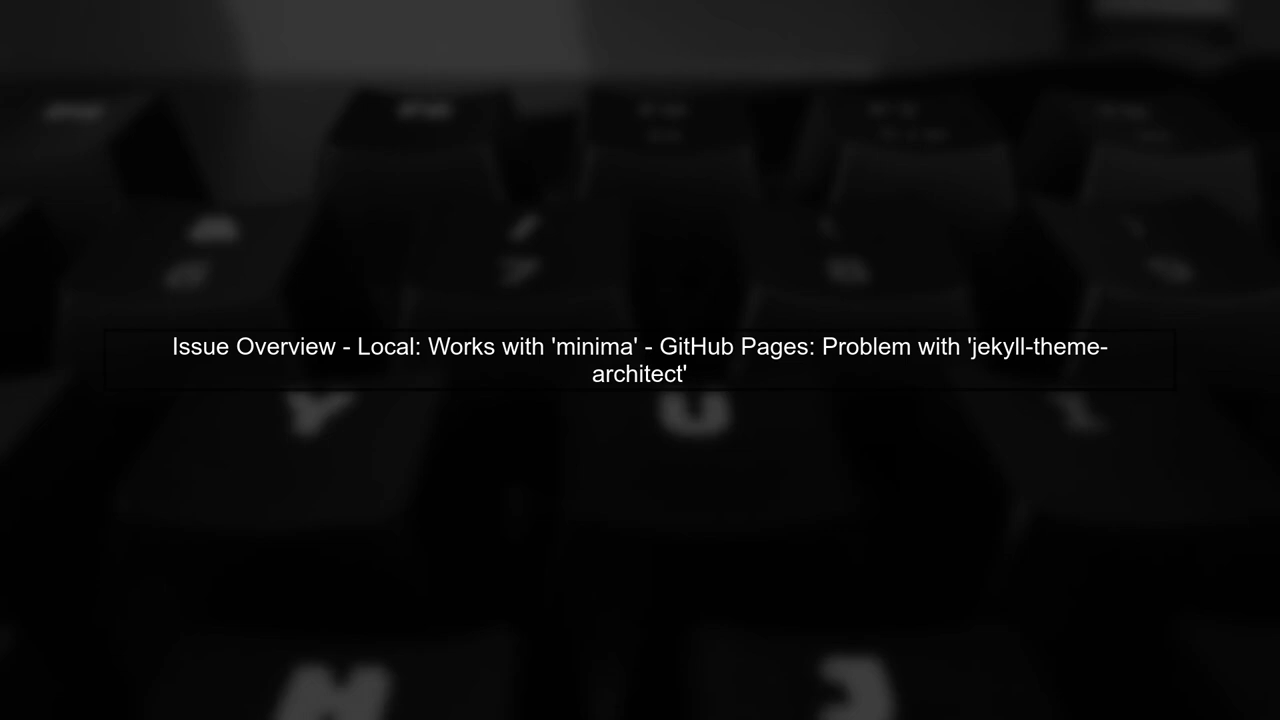 Issue Overview - Local: Works with 'minima' - GitHub Pages: Problem with 'jekyll-theme-
architect'